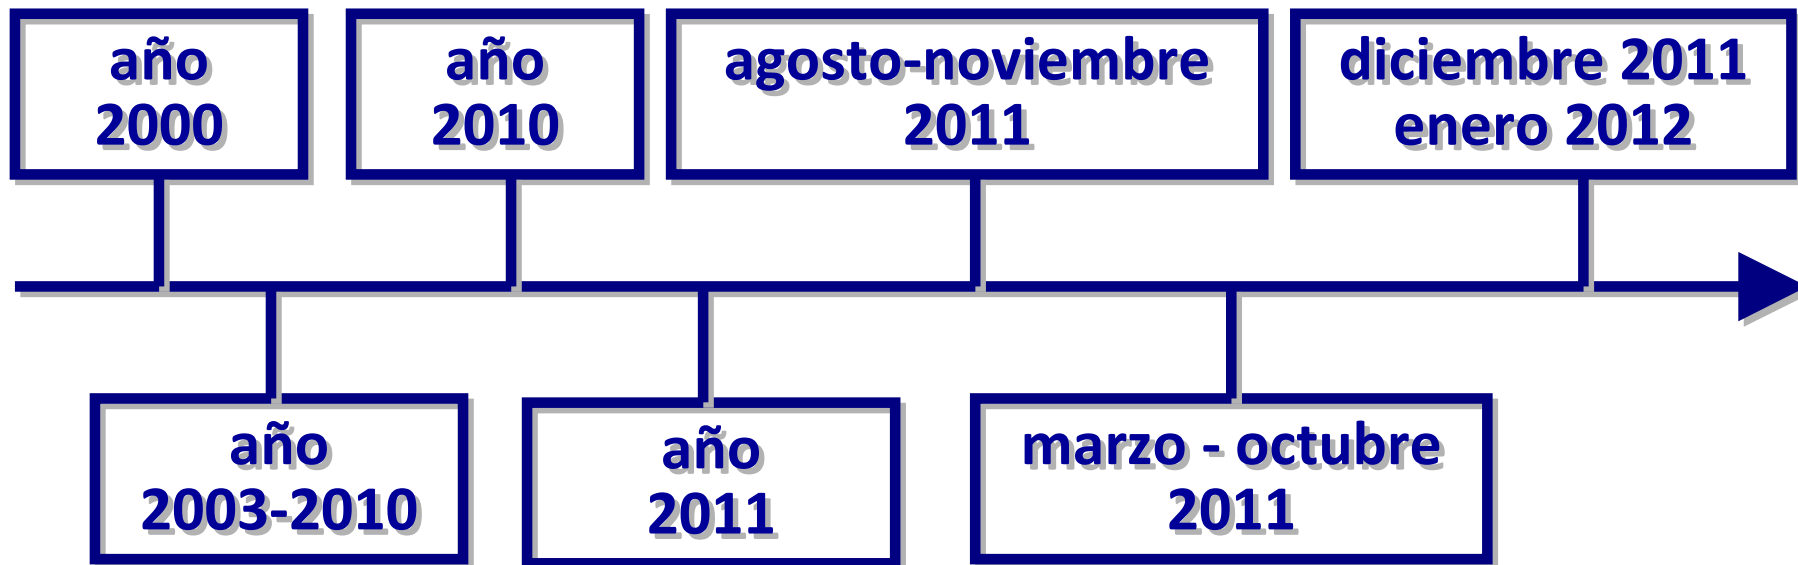 año
2000
año
2010
agosto-noviembre
2011
diciembre 2011
enero 2012
año
2003-2010
año
2011
marzo - octubre
2011